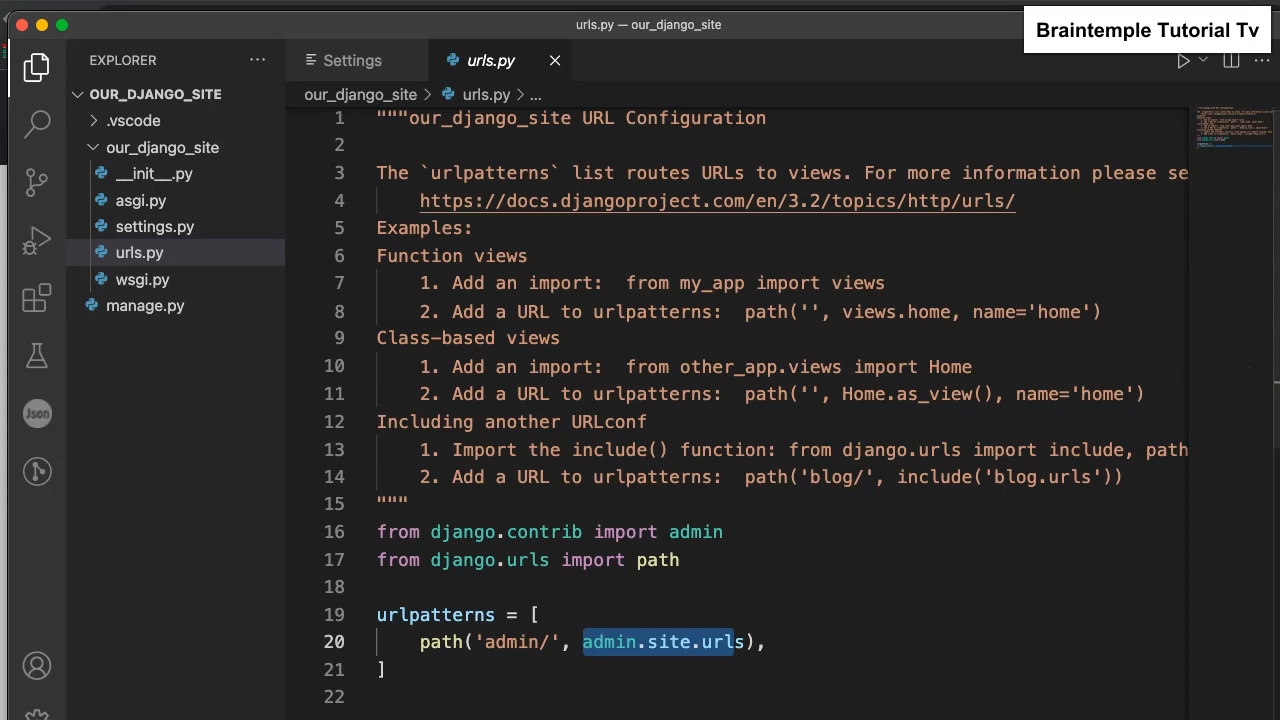 urls.py — our_django_site
Braintemple Tutorial Tv
EXPLORER
Settings
urls.py
OUR_DJANGO_SITE
.vscode
our_django_site
__init__.py
asgi.py
settings.py
urls.py
wsgi.py
manage.py
Json
our_django_site > urls.py > ...
1 """our_django_site URL Configuration
2
3 The `urlpatterns` list routes URLs to views. For more information please se
4 https://docs.djangoproject.com/en/3.2/topics/http/urls/
5 Examples:
6 Function views
7 1. Add an import:  from my_app import views
8 2. Add a URL to urlpatterns:  path('', views.home, name='home')
9 Class-based views
10 1. Add an import:  from other_app.views import Home
11 2. Add a URL to urlpatterns:  path('', Home.as_view(), name='home')
12 Including another URLconf
13 1. Import the include() function: from django.urls import include, path
14 2. Add a URL to urlpatterns:  path('blog/', include('blog.urls'))
15 """
16 from django.contrib import admin
17 from django.urls import path
18
19 urlpatterns = [
20 path('admin/', admin.site.urls),
21 ]
22